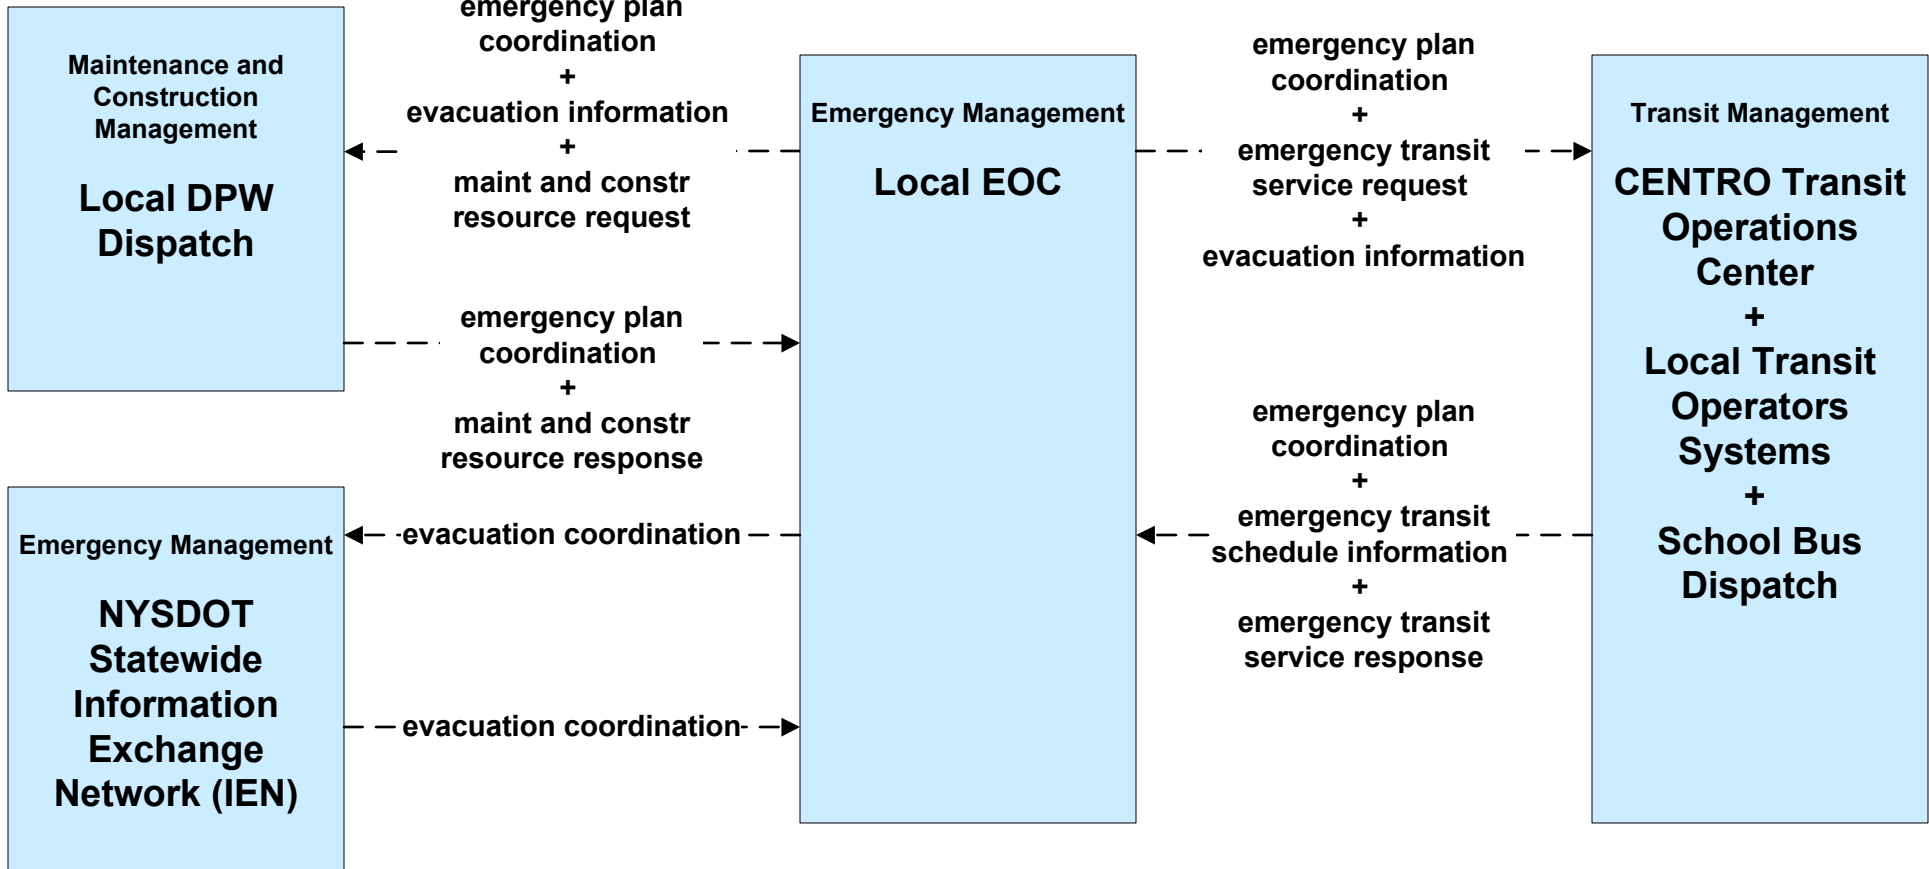 Maintenance and
Construction
Management
Local DPW
Dispatch
emergency plan
coordination
+
evacuation information
+
maint and constr
resource request
emergency plan
coordination
+
maint and constr
resource response
Emergency Management
NYSDOT
Statewide
Information
Exchange
Network (IEN)
evacuation coordination
evacuation coordination
Emergency Management
Local EOC
emergency plan
coordination
+
emergency transit
service request
+
evacuation information
emergency plan
coordination
+
emergency transit
schedule information
+
emergency transit
service response
Transit Management
CENTRO Transit
Operations
Center
+
Local Transit
Operators
Systems
+
School Bus
Dispatch